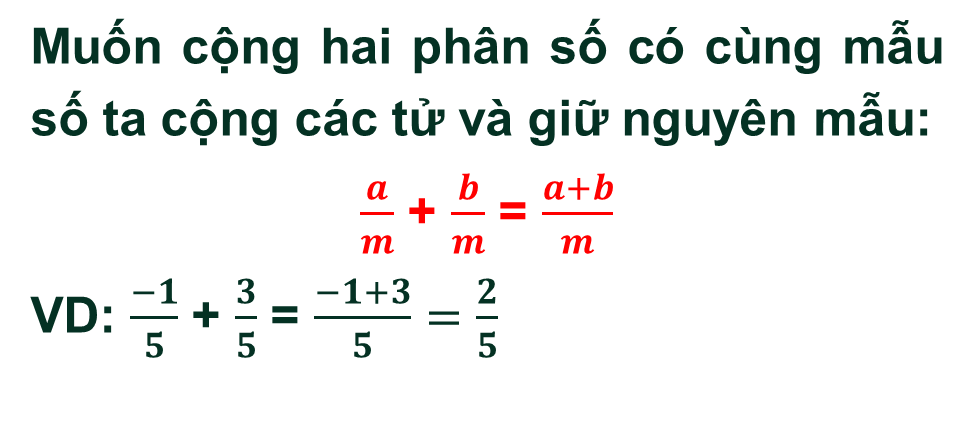 Muốn cộng hai phân số có cùng mẫu
số ta cộng các tử và giữ nguyên mẫu:
a/m + b/m = a+b/m
VD: −1/5 + 3/5 = −1+3/5 = 2/5